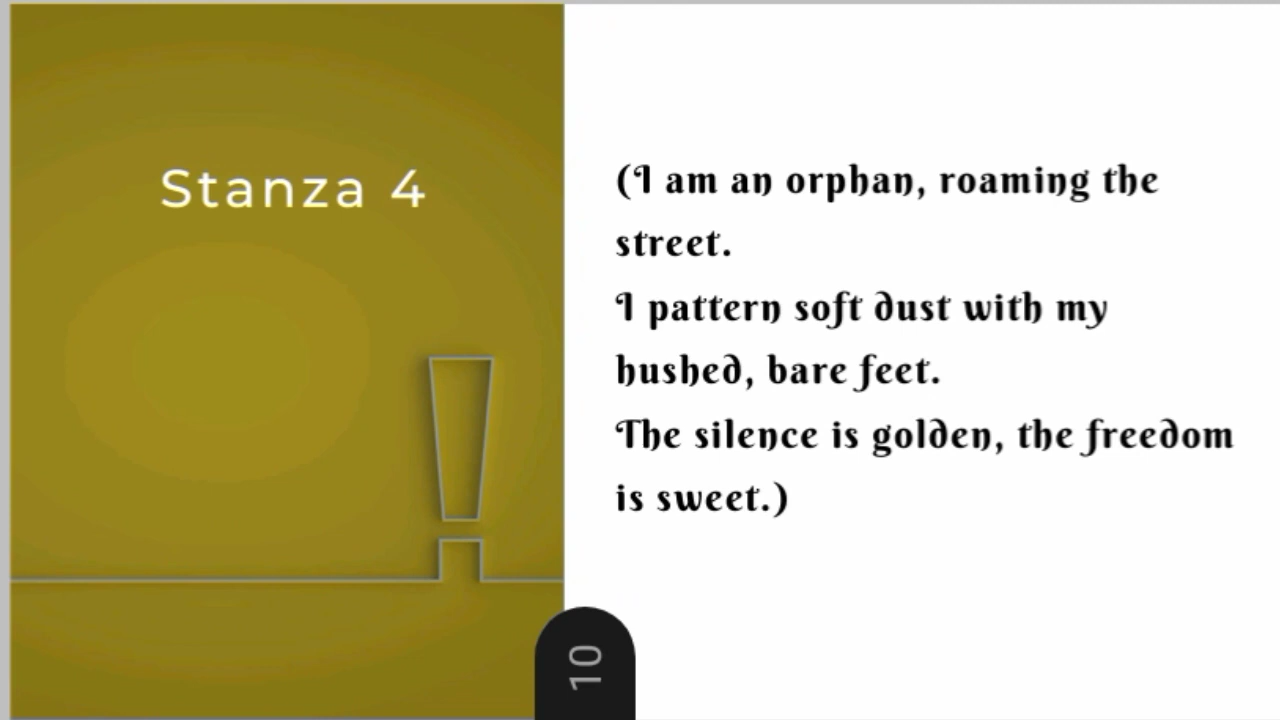 Stanza 4
(I am an orphan, roaming the
street.
I pattern soft dust with my
hushed, bare feet.
The silence is golden, the freedom
is sweet.)
10